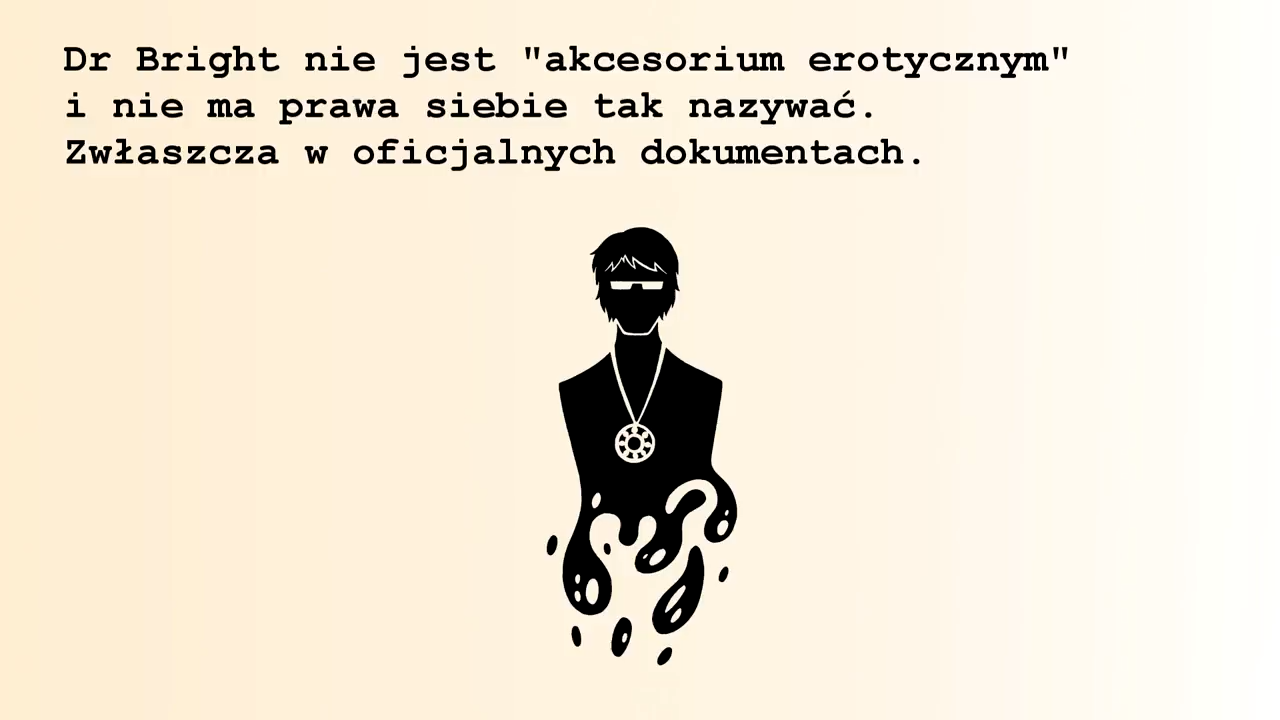 Dr Bright nie jest "akcesorium erotycznym"
i nie ma prawa siebie tak nazywać.
Zwłaszcza w oficjalnych dokumentach.